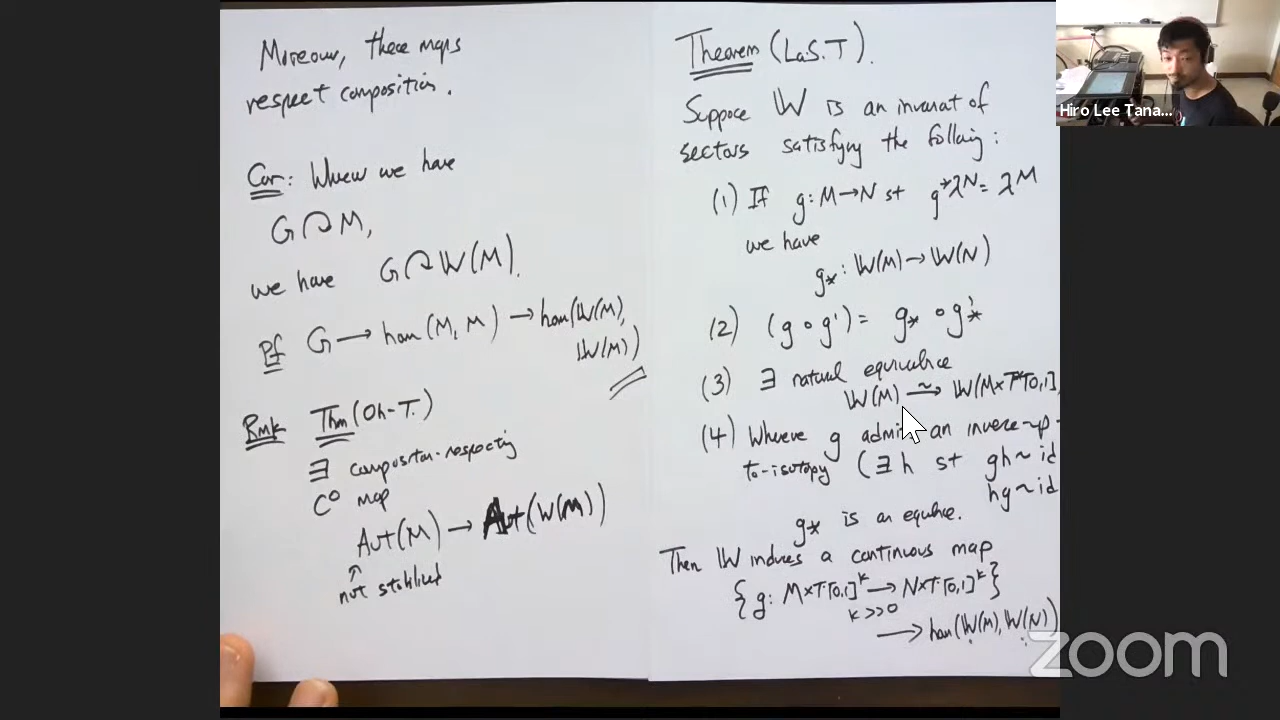 Moreover, these maps
respect composition.
Cor: Whenever we have
G ↷ M,
we have G ↷ W(M).
Pf G → hom(M, M) → hom(W(M),
W(M))
Rmk Thm (Oh-T.)
∃ composition-respecting
C⁰ map
Aut(M) → Aut(W(M))
↑
not stabilized
Theorem (La.S.T).
Suppose W is an invariant of
sectors satisfying the following:
(1) If g: M→N st g*λᴺ = λᴹ
we have
g⁎: W(M) → W(N)
(2) (g ∘ g') = g⁎ ∘ g'⁎
(3) ∃ natural equivalence
W(M) →~ W(M×T*[0,1]
(4) Whenever g admits an inverse-up-
to-isotopy (∃ h st gh ~ id
hg ~ id
g⁎ is an equivalence.
Then W induces a continuous map
{g: M×T*[0,1]ᵏ → N×T*[0,1]ᵏ}
k >> 0
→ hom(W(M), W(N))
Hiro Lee Tana...
zoom